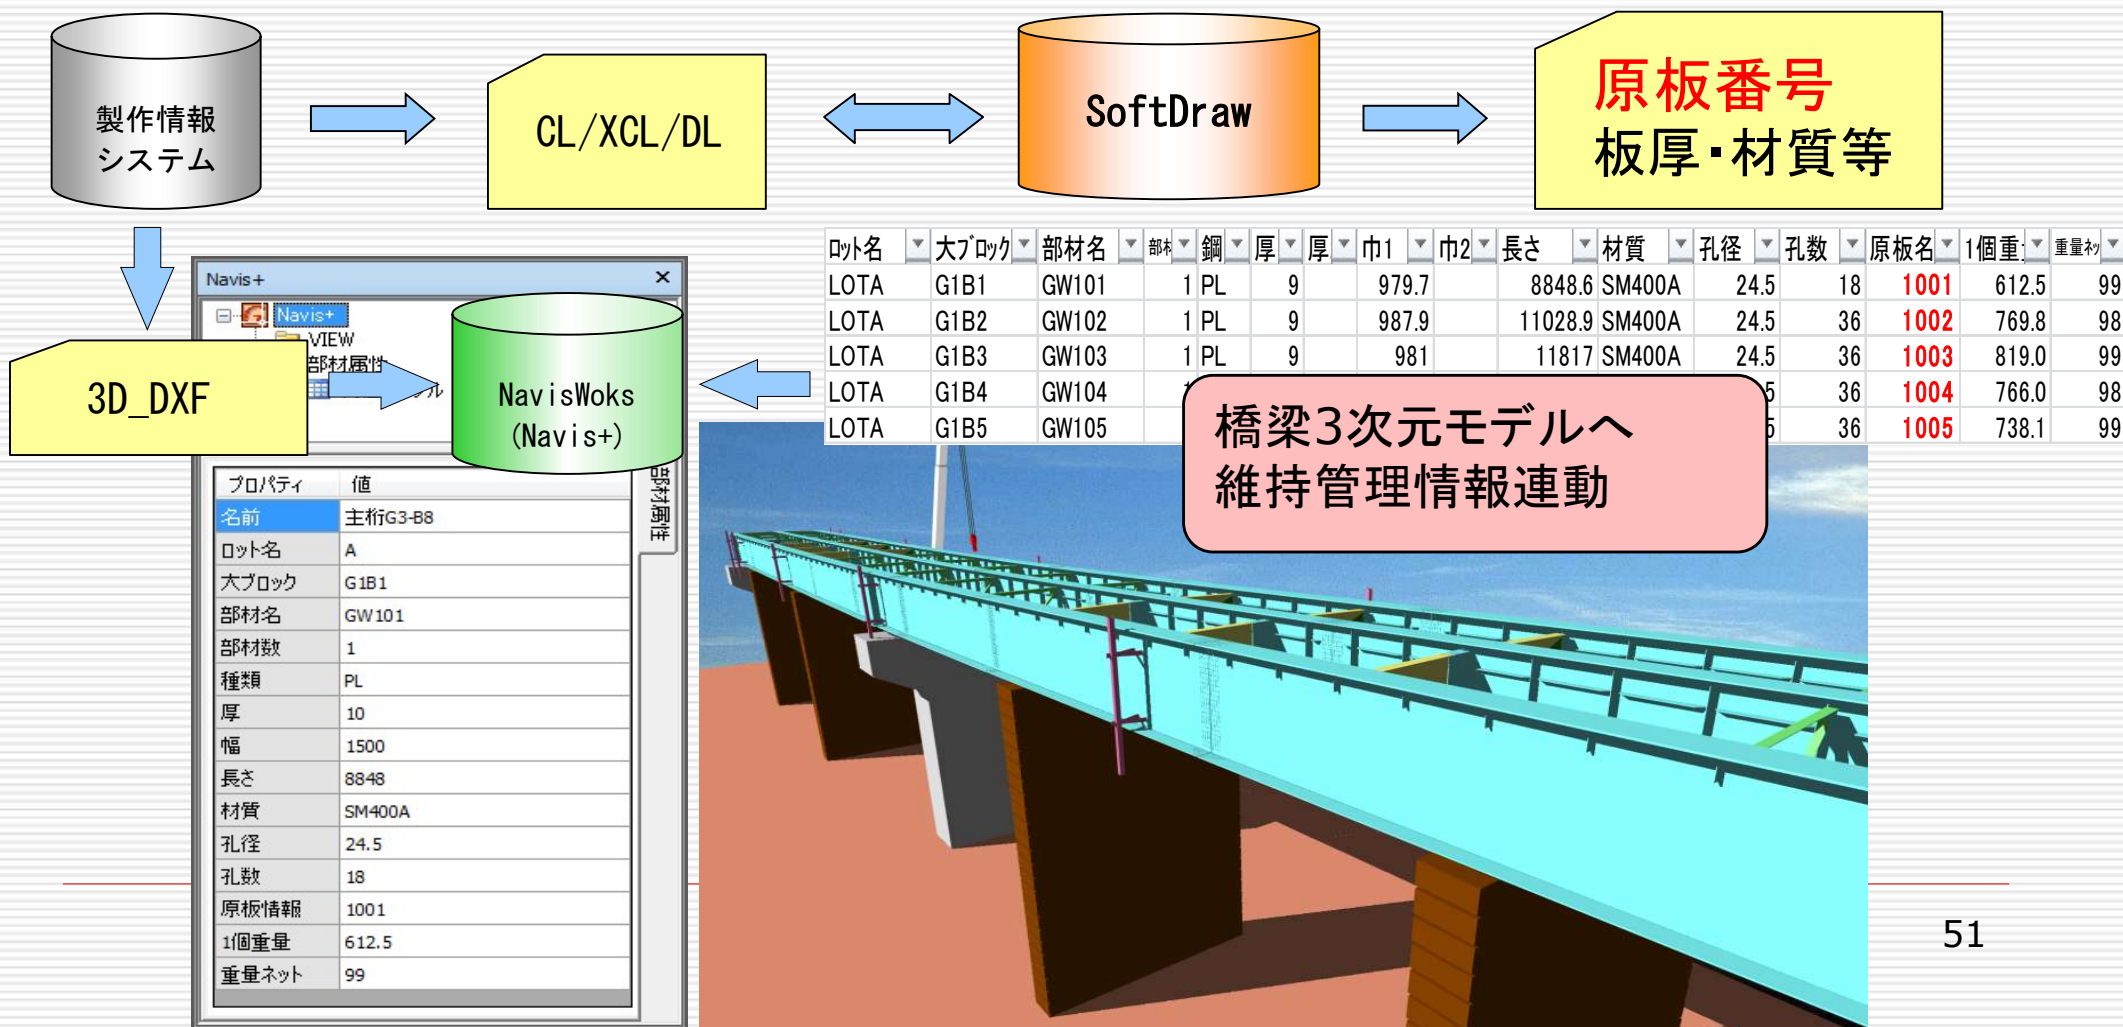 製作情報
システム
CL/XCL/DL
SoftDraw
原板番号
板厚・材質等
ロット名 大ブロック 部材名 部材 鋼 厚 厚 巾1 巾2 長さ 材質 孔径 孔数 原板名 1個重 重量ネッ
LOTA G1B1 GW101 1 PL 9 979.7 8848.6 SM400A 24.5 18 1001 612.5 99
LOTA G1B2 GW102 1 PL 9 987.9 11028.9 SM400A 24.5 36 1002 769.8 98
LOTA G1B3 GW103 1 PL 9 981 11817 SM400A 24.5 36 1003 819.0 99
LOTA G1B4 GW104 36 1004 766.0 98
LOTA G1B5 GW105 36 1005 738.1 99
橋梁3次元モデルへ
維持管理情報連動
Navis+
Navis+
VIEW
部材属性
ル
3D_DXF
NavisWoks
(Navis+)
部材属性
プロパティ 値
名前 主桁G3-B8
ロット名 A
大ブロック G1B1
部材名 GW101
部材数 1
種類 PL
厚 10
幅 1500
長さ 8848
材質 SM400A
孔径 24.5
孔数 18
原板情報 1001
1個重量 612.5
重量ネット 99
51